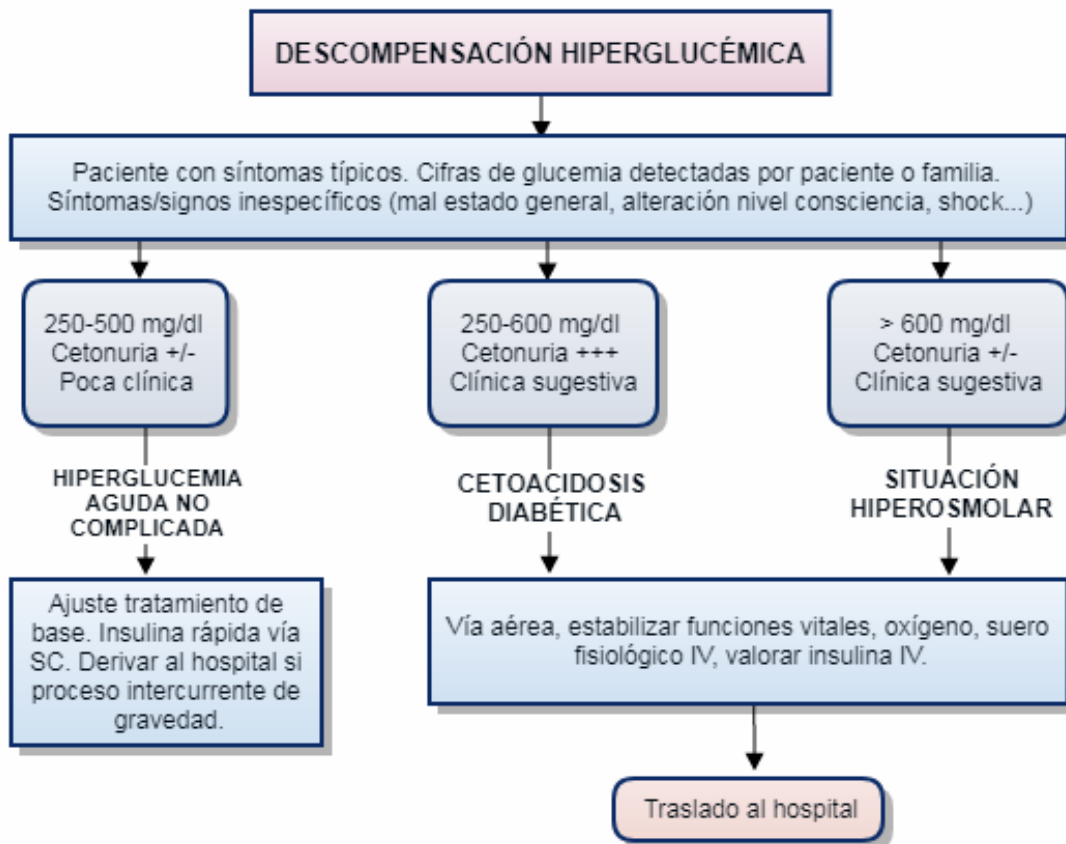 DESCOMPENSACIÓN HIPERGLUCÉMICA
Paciente con síntomas típicos. Cifras de glucemia detectadas por paciente o familia.
Síntomas/signos inespecíficos (mal estado general, alteración nivel consciencia, shock...)
250-500 mg/dl
Cetonuria +/-
Poca clínica
250-600 mg/dl
Cetonuria +++
Clínica sugestiva
> 600 mg/dl
Cetonuria +/-
Clínica sugestiva
HIPERGLUCEMIA
AGUDA NO
COMPLICADA
CETOACIDOSIS
DIABÉTICA
SITUACIÓN
HIPEROSMOLAR
Ajuste tratamiento de
base. Insulina rápida vía
SC. Derivar al hospital si
proceso intercurrente de
gravedad.
Vía aérea, estabilizar funciones vitales, oxígeno, suero
fisiológico IV, valorar insulina IV.
Traslado al hospital